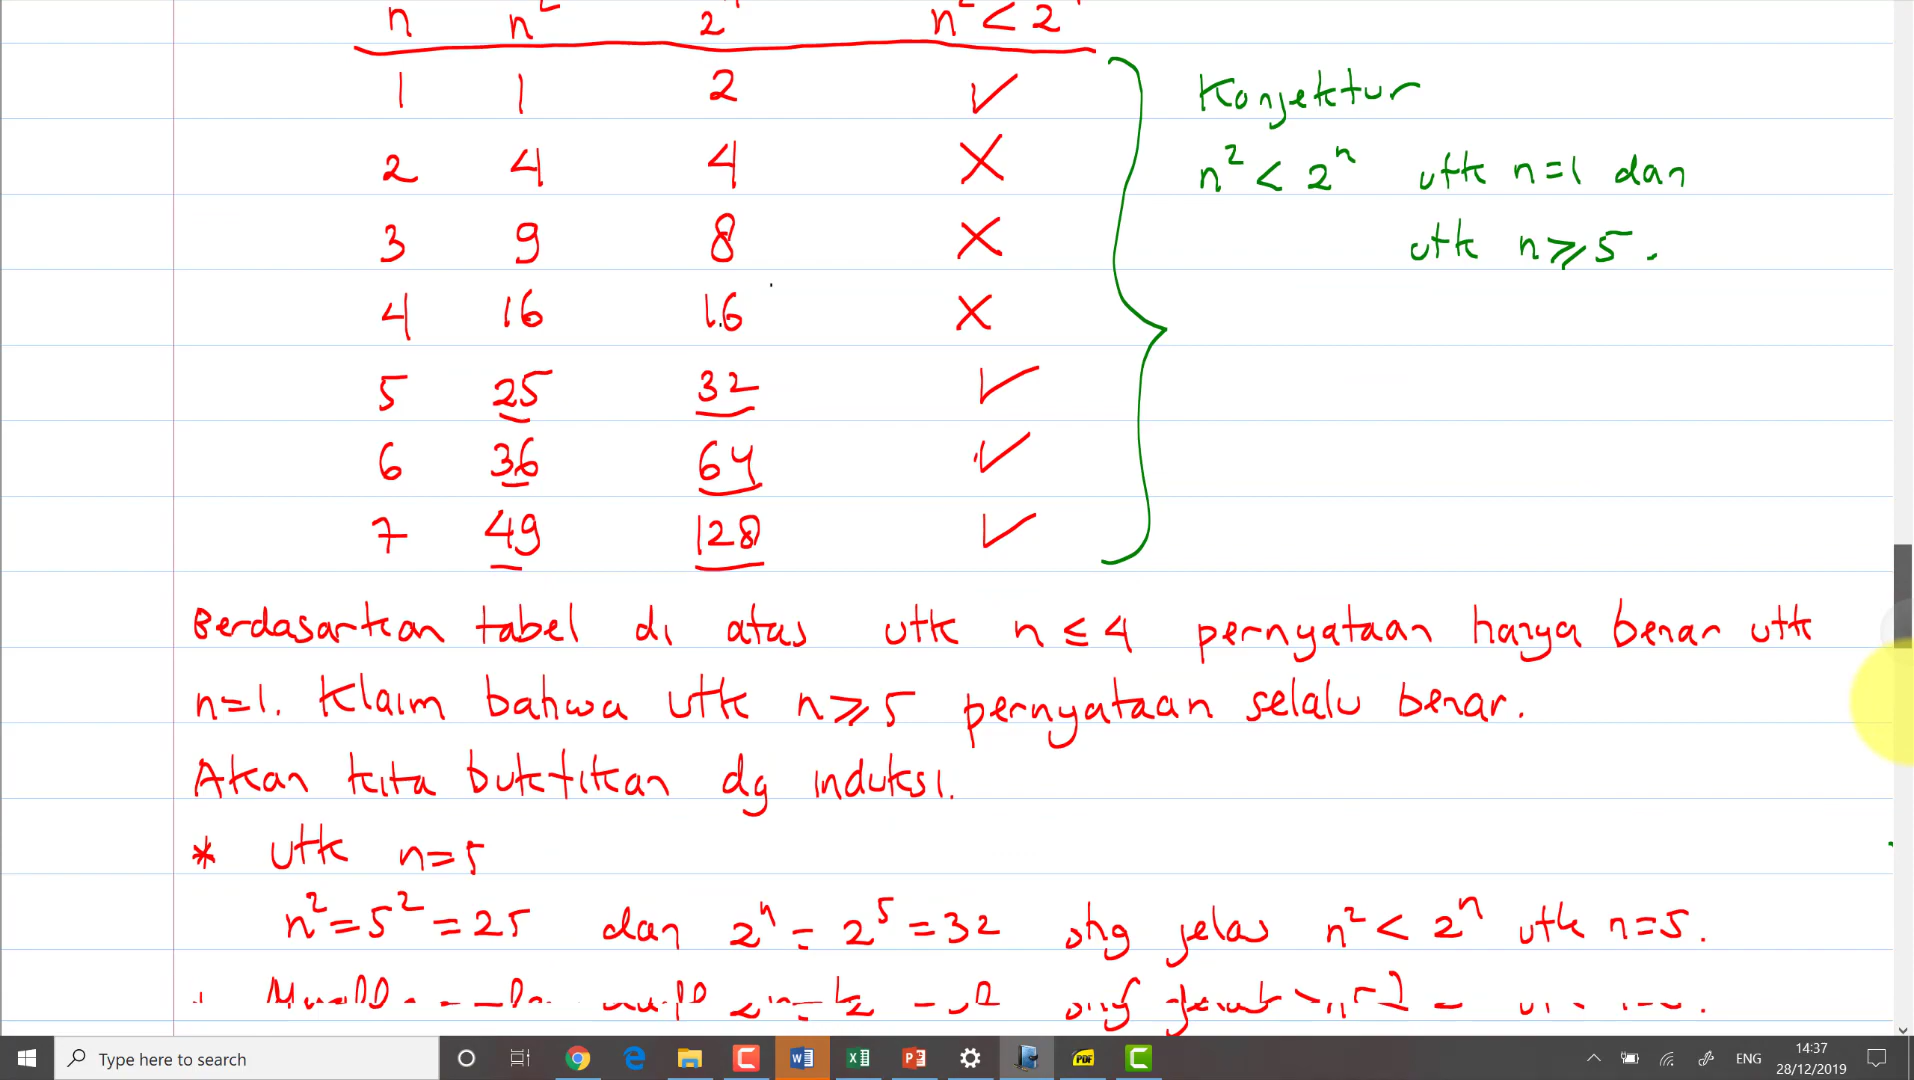 n n² 2ⁿ n² < 2ⁿ
1 1 2 ✓
2 4 4 X
3 9 8 X
4 16 16 X
5 25 32 ✓
6 36 64 ✓
7 49 128 ✓
Konjektur
n² < 2ⁿ utk n=1 dan
utk n ⩾ 5.
Berdasarkan tabel di atas utk n ≤ 4 pernyataan hanya benar utk
n=1. Klaim bahwa utk n ⩾ 5 pernyataan selalu benar.
Akan kita buktikan dg induksi.
* utk n=5
n² = 5² = 25 dan 2ⁿ = 2⁵ = 32 shg jelas n² < 2ⁿ utk n=5.
Type here to search
ENG
14:37
28/12/2019